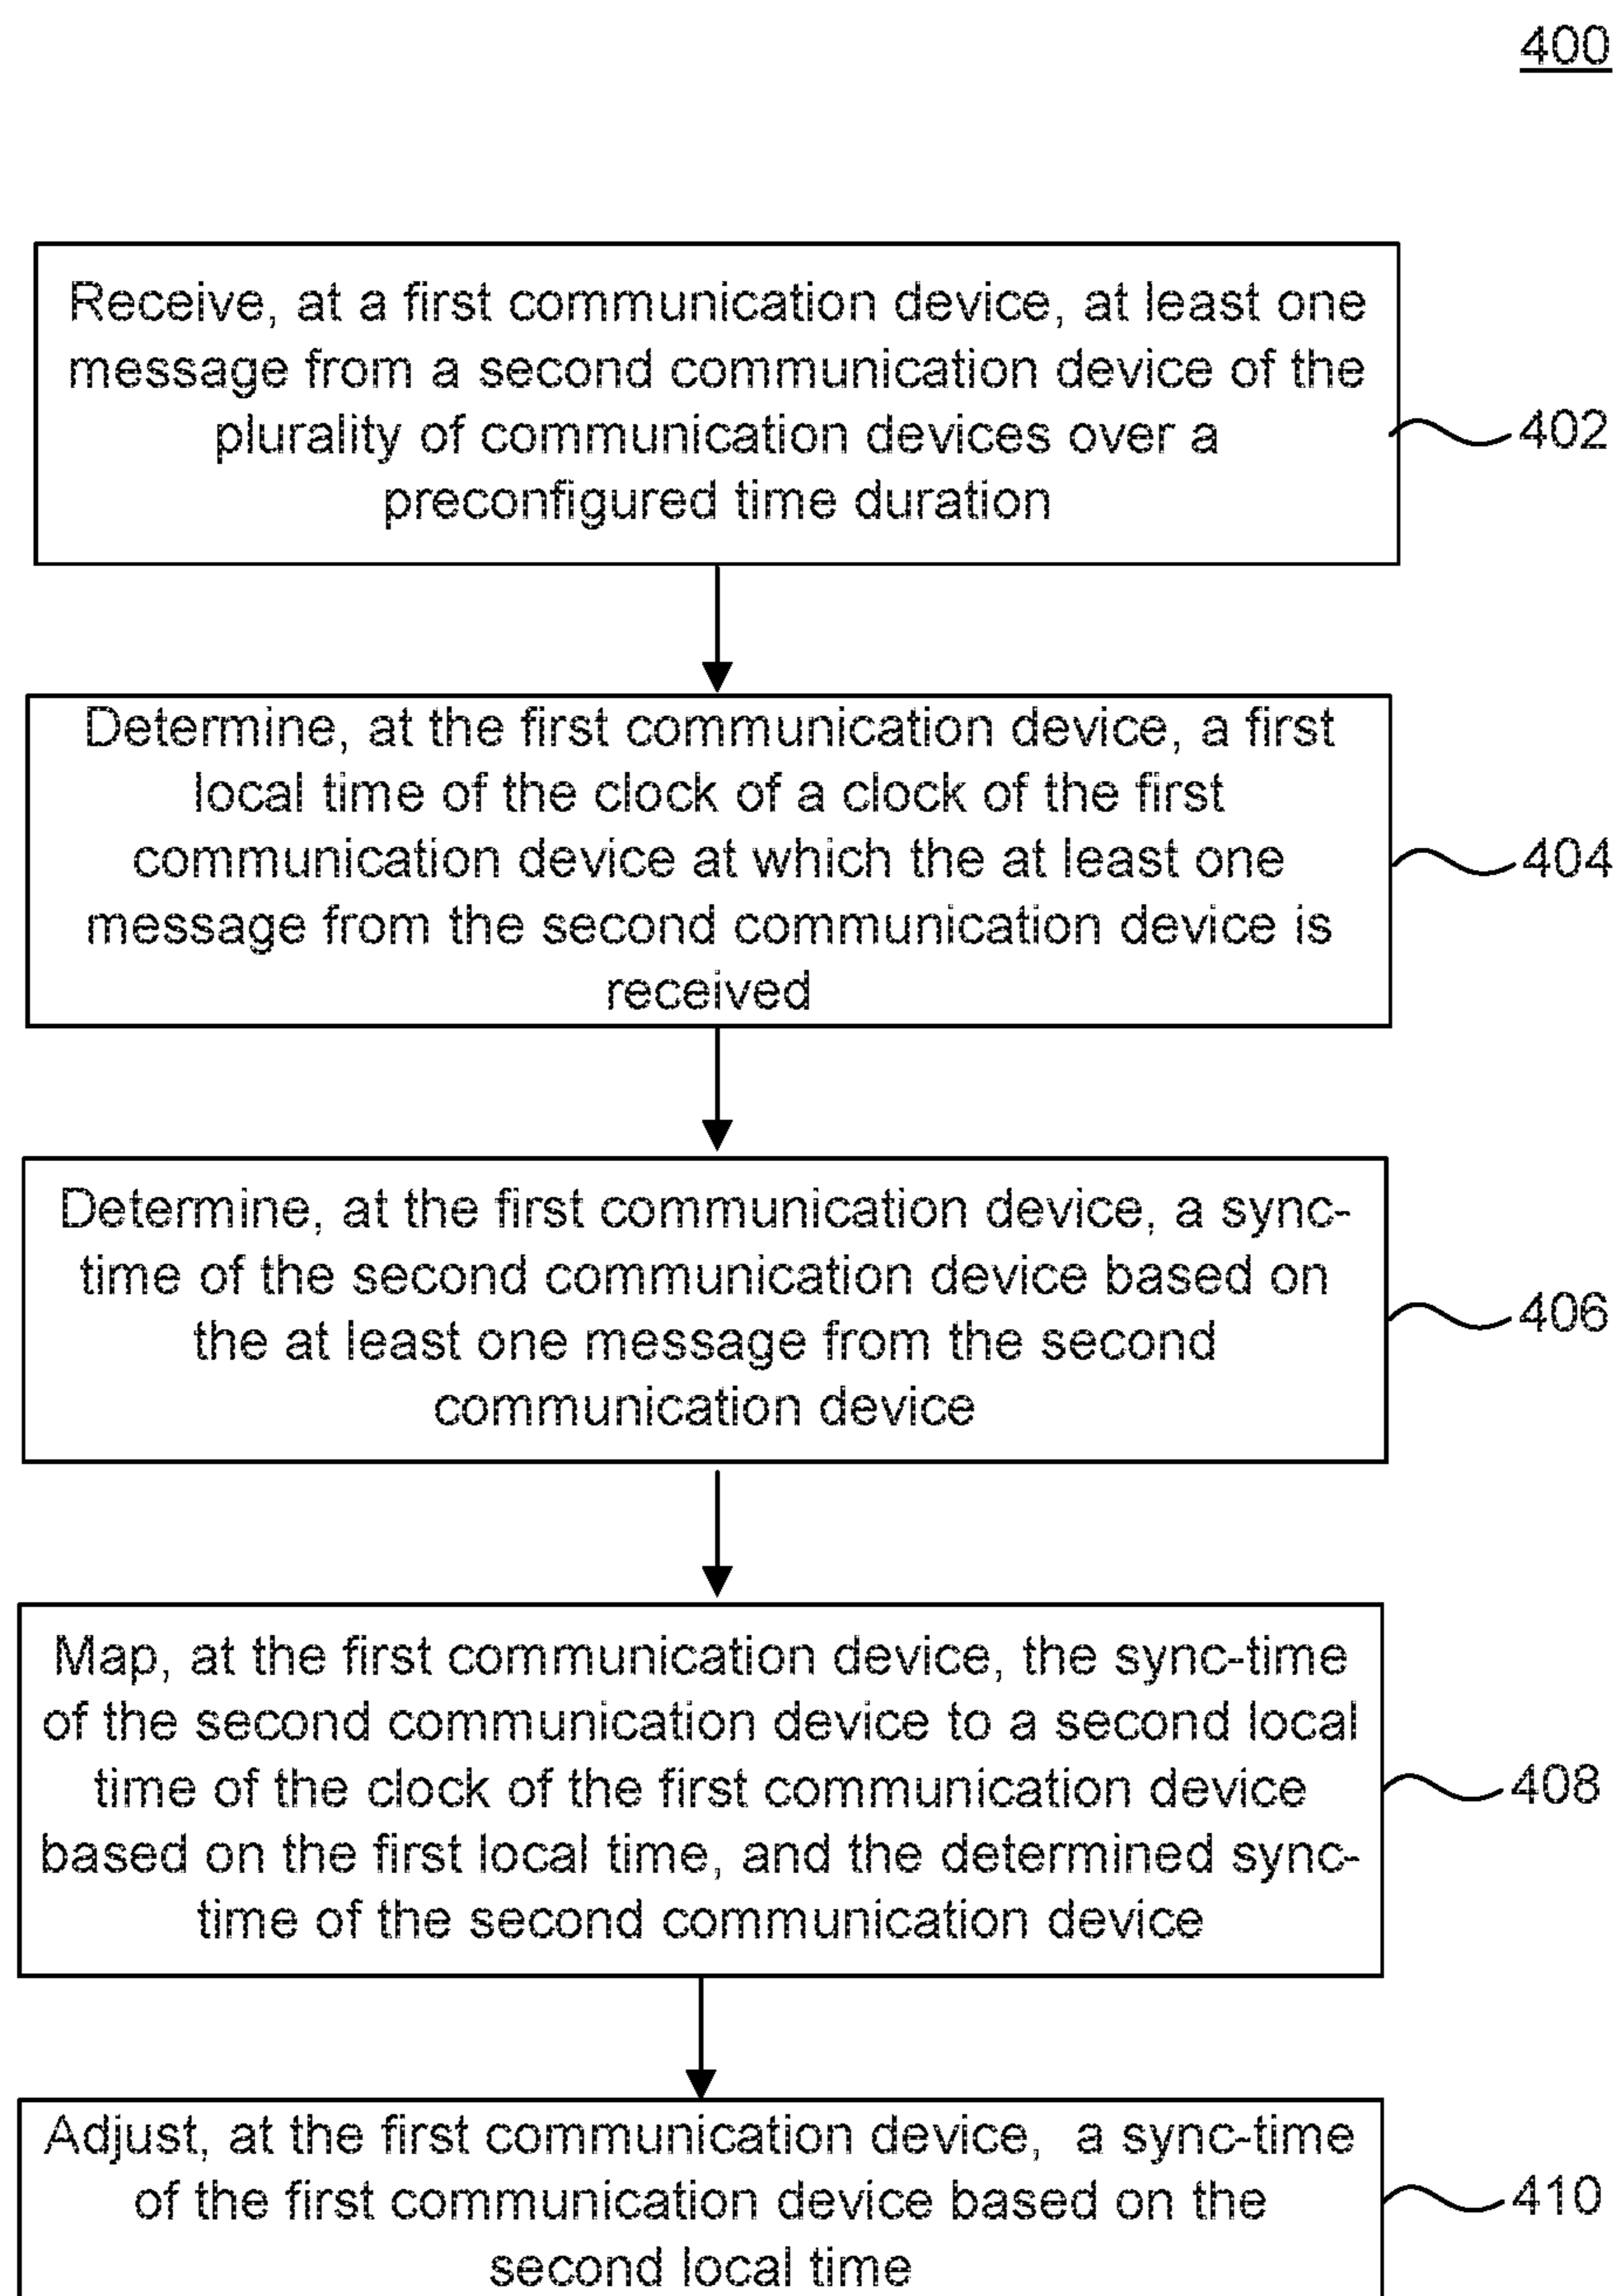 400
Receive, at a first communication device, at least one
message from a second communication device of the
plurality of communication devices over a
preconfigured time duration
402
Determine, at the first communication device, a first
local time of the clock of a clock of the first
communication device at which the at least one
message from the second communication device is
received
404
Determine, at the first communication device, a sync-
time of the second communication device based on
the at least one message from the second
communication device
406
Map, at the first communication device, the sync-time
of the second communication device to a second local
time of the clock of the first communication device
based on the first local time, and the determined sync-
time of the second communication device
408
Adjust, at the first communication device, a sync-time
of the first communication device based on the
second local time
410